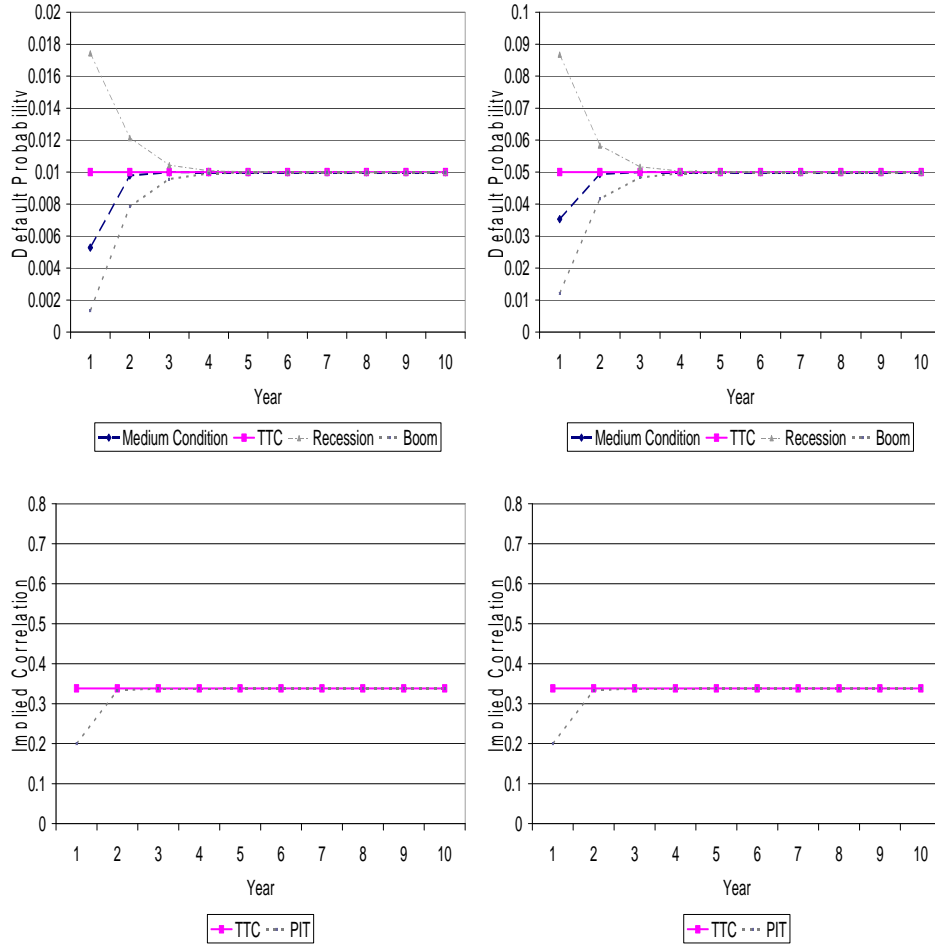 0.02
0.018
0.016
0.014
0.012
0.01
0.008
0.006
0.004
0.002
0
Default Probability
1 2 3 4 5 6 7 8 9 10
Year
Medium Condition TTC Recession Boom
0.1
0.09
0.08
0.07
0.06
0.05
0.04
0.03
0.02
0.01
0
Default Probability
1 2 3 4 5 6 7 8 9 10
Year
Medium Condition TTC Recession Boom
0.8
0.7
0.6
0.5
0.4
0.3
0.2
0.1
0
Implied Correlation
1 2 3 4 5 6 7 8 9 10
Year
TTC PIT
0.8
0.7
0.6
0.5
0.4
0.3
0.2
0.1
0
Implied Correlation
1 2 3 4 5 6 7 8 9 10
Year
TTC PIT